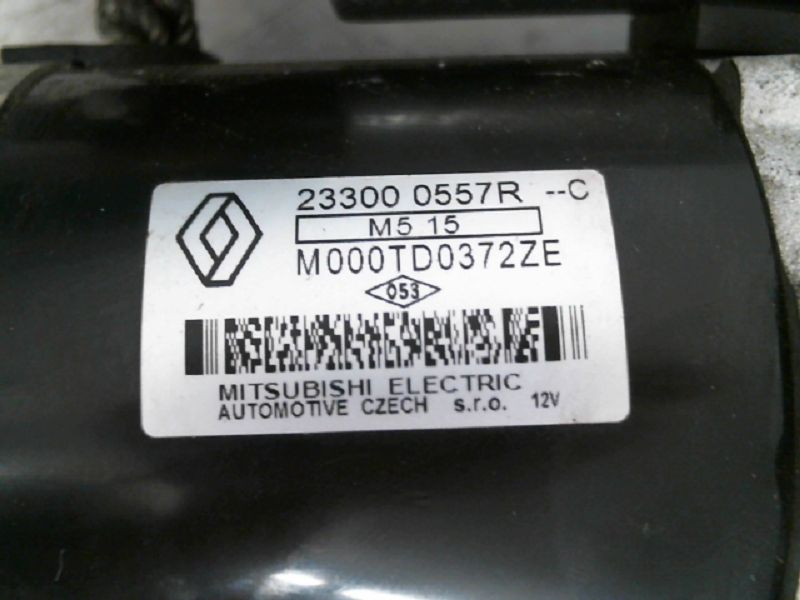 23300 0557R --C
M5 15
M000TD0372ZE
053
MITSUBISHI ELECTRIC
AUTOMOTIVE CZECH s.r.o. 12V